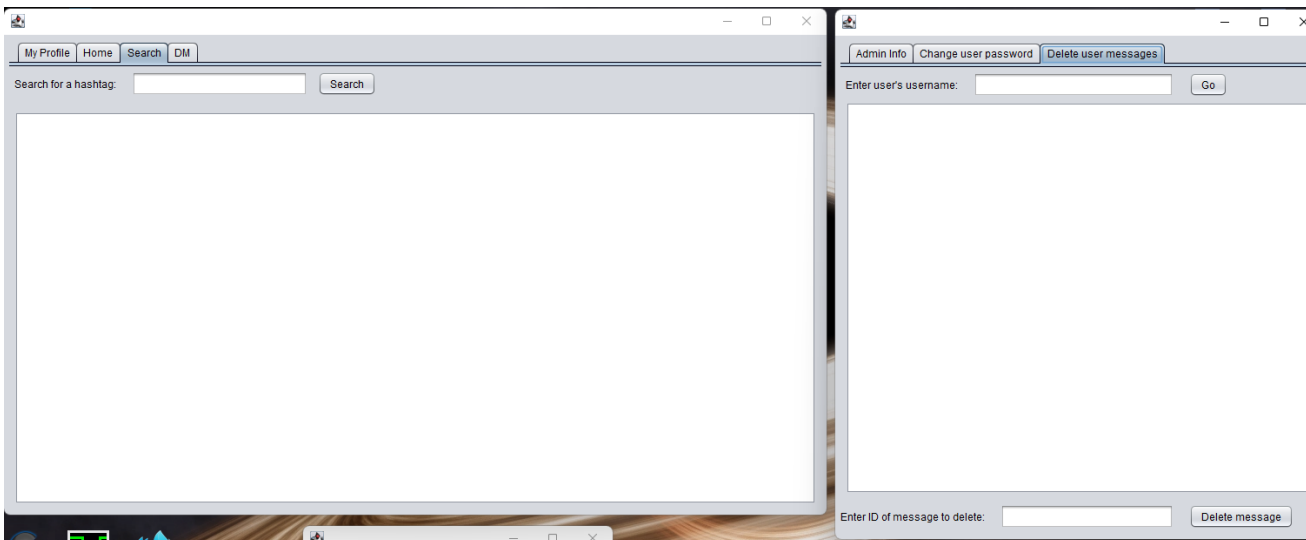 My Profile Home Search DM
Search for a hashtag: Search
Admin Info Change user password Delete user messages
Enter user's username: Go
Enter ID of message to delete: Delete message